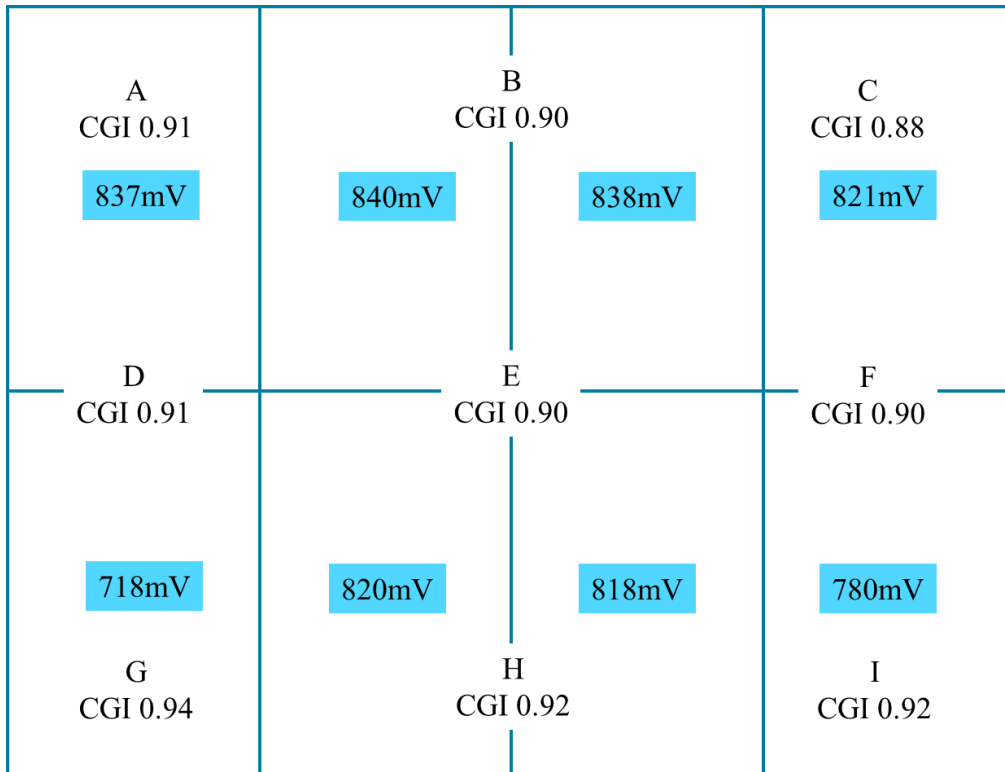 A
CGI 0.91
B
CGI 0.90
C
CGI 0.88
837mV
840mV
838mV
821mV
D
CGI 0.91
E
CGI 0.90
F
CGI 0.90
718mV
820mV
818mV
780mV
G
CGI 0.94
H
CGI 0.92
I
CGI 0.92